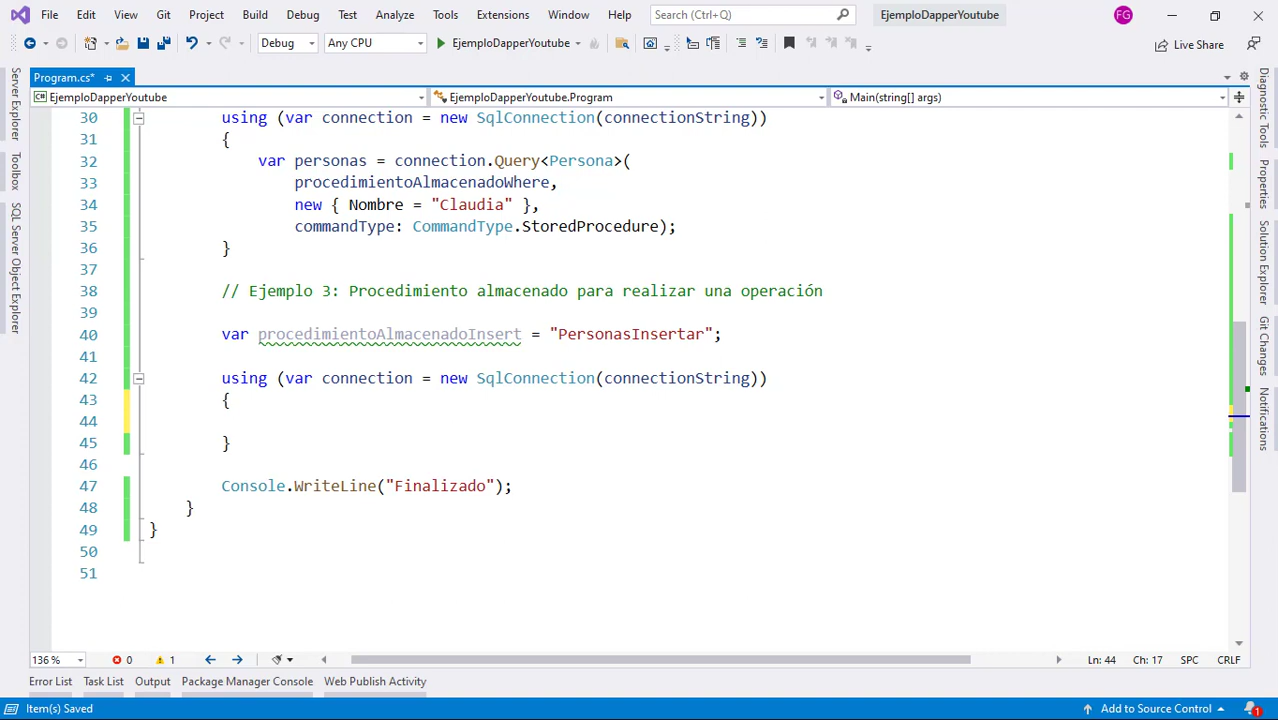 File Edit View Git Project Build Debug Test Analyze Tools Extensions Window Help Search (Ctrl+Q) EjemploDapperYoutube FG
Debug Any CPU EjemploDapperYoutube Live Share
Program.cs*
EjemploDapperYoutube EjemploDapperYoutube.Program Main(string[] args)
30 using (var connection = new SqlConnection(connectionString))
31 {
32 var personas = connection.Query<Persona>(
33 procedimientoAlmacenadoWhere,
34 new { Nombre = "Claudia" },
35 commandType: CommandType.StoredProcedure);
36 }
37
38 // Ejemplo 3: Procedimiento almacenado para realizar una operación
39
40 var procedimientoAlmacenadoInsert = "PersonasInsertar";
41
42 using (var connection = new SqlConnection(connectionString))
43 {
44
45 }
46
47 Console.WriteLine("Finalizado");
48 }
49 }
50
51
Server Explorer
Toolbox
SQL Server Object Explorer
Diagnostic Tools
Properties
Solution Explorer
Git Changes
Notifications
136 % 0 1 Ln: 44 Ch: 17 SPC CRLF
Error List Task List Output Package Manager Console Web Publish Activity
Item(s) Saved Add to Source Control 1